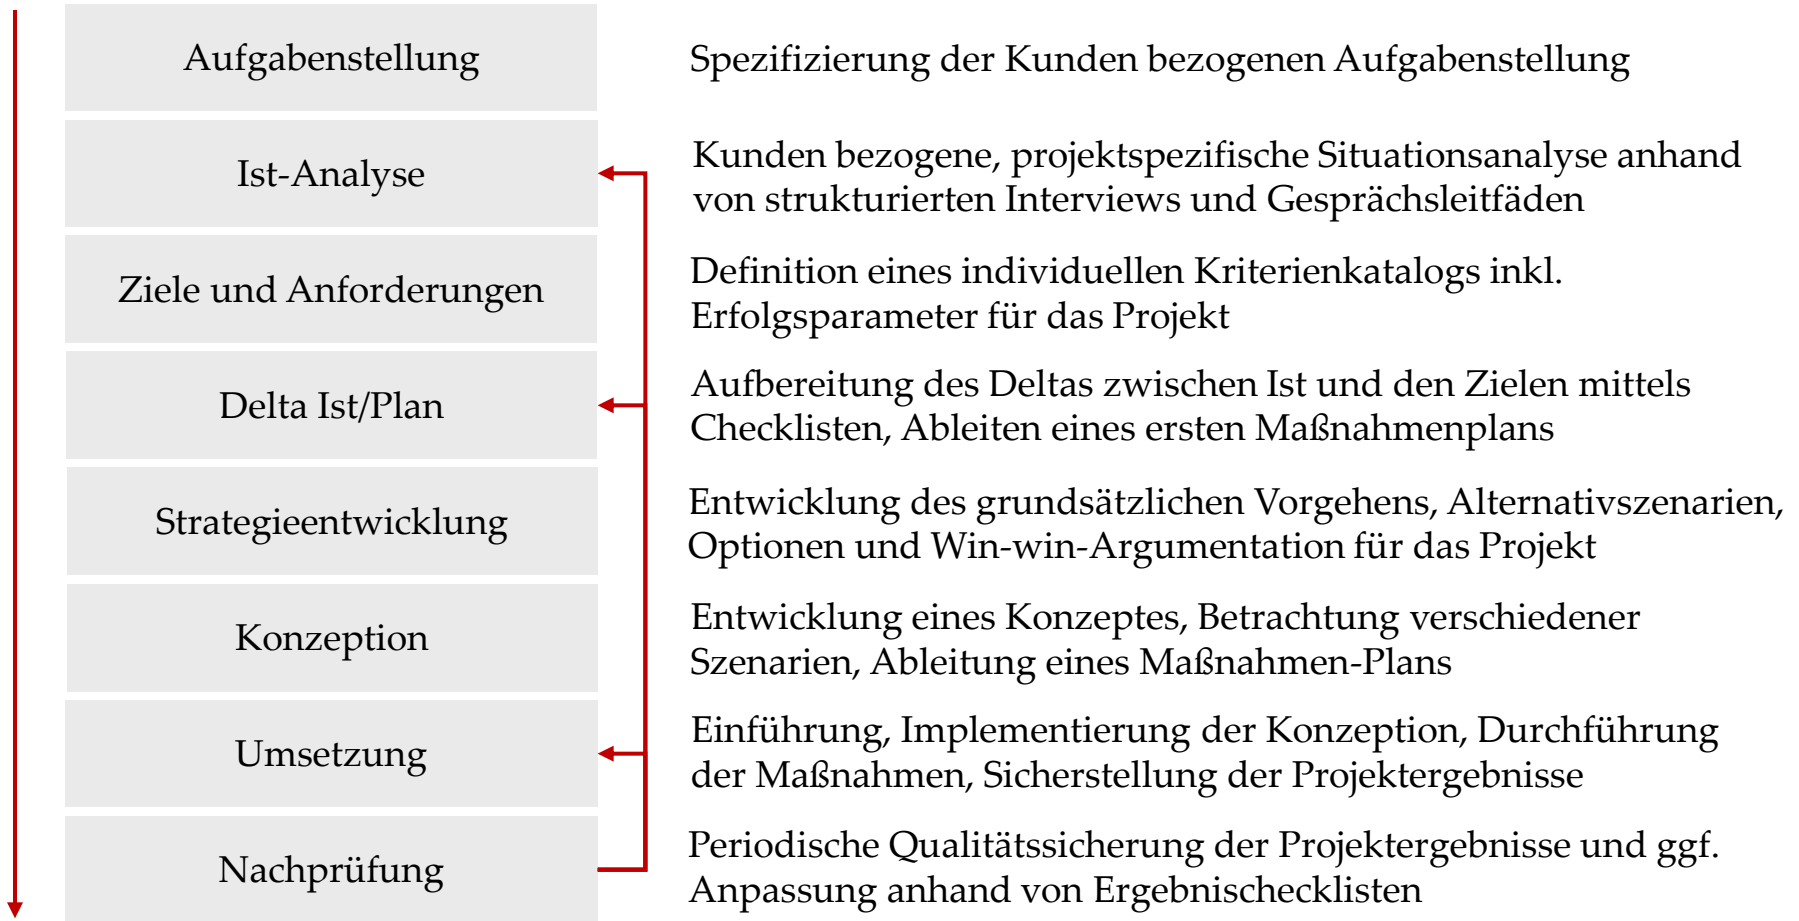 Aufgabenstellung
Spezifizierung der Kunden bezogenen Aufgabenstellung
Ist-Analyse
Kunden bezogene, projektspezifische Situationsanalyse anhand
von strukturierten Interviews und Gesprächsleitfäden
Ziele und Anforderungen
Definition eines individuellen Kriterienkatalogs inkl.
Erfolgsparameter für das Projekt
Delta Ist/Plan
Aufbereitung des Deltas zwischen Ist und den Zielen mittels
Checklisten, Ableiten eines ersten Maßnahmenplans
Strategieentwicklung
Entwicklung des grundsätzlichen Vorgehens, Alternativszenarien,
Optionen und Win-win-Argumentation für das Projekt
Konzeption
Entwicklung eines Konzeptes, Betrachtung verschiedener
Szenarien, Ableitung eines Maßnahmen-Plans
Umsetzung
Einführung, Implementierung der Konzeption, Durchführung
der Maßnahmen, Sicherstellung der Projektergebnisse
Nachprüfung
Periodische Qualitätssicherung der Projektergebnisse und ggf.
Anpassung anhand von Ergebnischecklisten